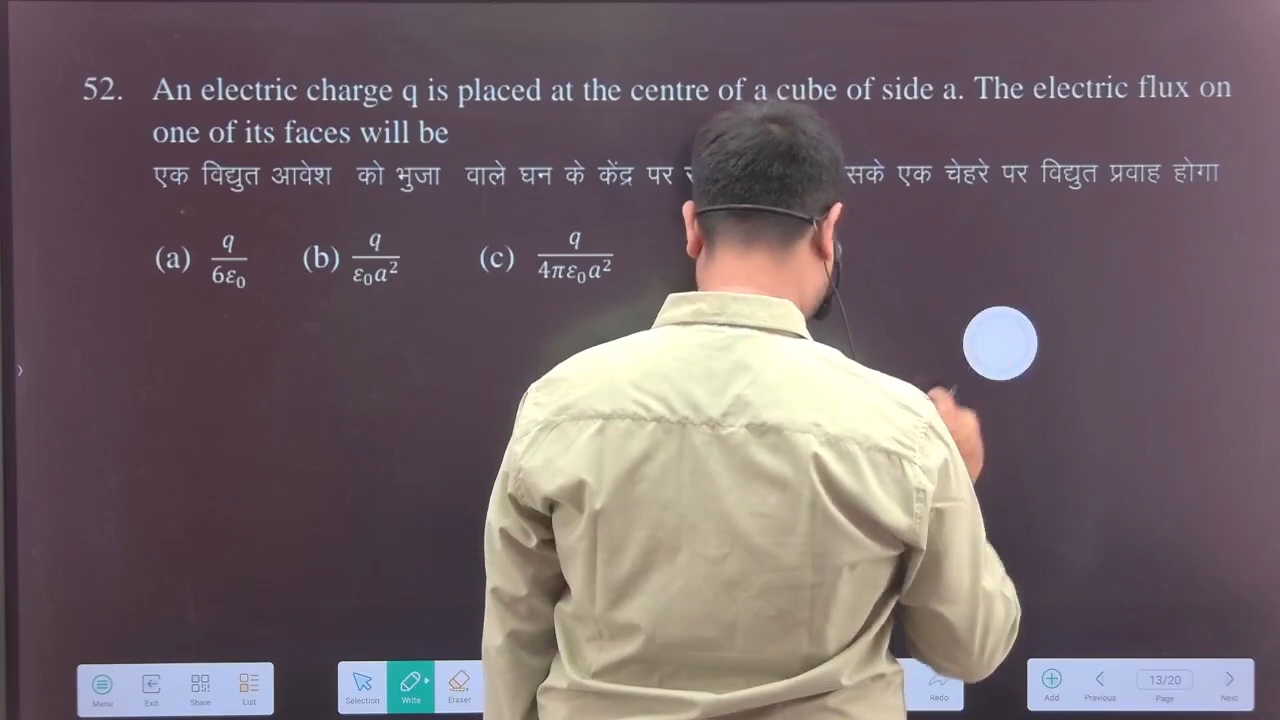 52. An electric charge q is placed at the centre of a cube of side a. The electric flux on
one of its faces will be
एक विद्युत आवेश को भुजा वाले घन के केंद्र पर एक चेहरे पर विद्युत प्रवाह होगा
(a) q/6ε₀ (b) q/ε₀a² (c) q/4πε₀a²
Menu Exit Share List Selection Write Eraser Redo Add Previous 13/20 Page Next